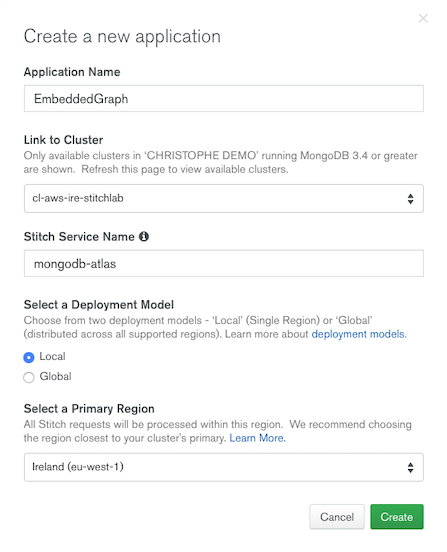 Create a new application
Application Name
EmbeddedGraph
Link to Cluster
Only available clusters in 'CHRISTOPHE DEMO' running MongoDB 3.4 or greater
are shown. Refresh this page to view available clusters.
cl-aws-ire-stitchlab
Stitch Service Name
mongodb-atlas
Select a Deployment Model
Choose from two deployment models - 'Local' (Single Region) or 'Global'
(distributed across all supported regions). Learn more about deployment models.
Local
Global
Select a Primary Region
All Stitch requests will be processed within this region. We recommend choosing
the region closest to your cluster's primary. Learn More.
Ireland (eu-west-1)
Cancel Create